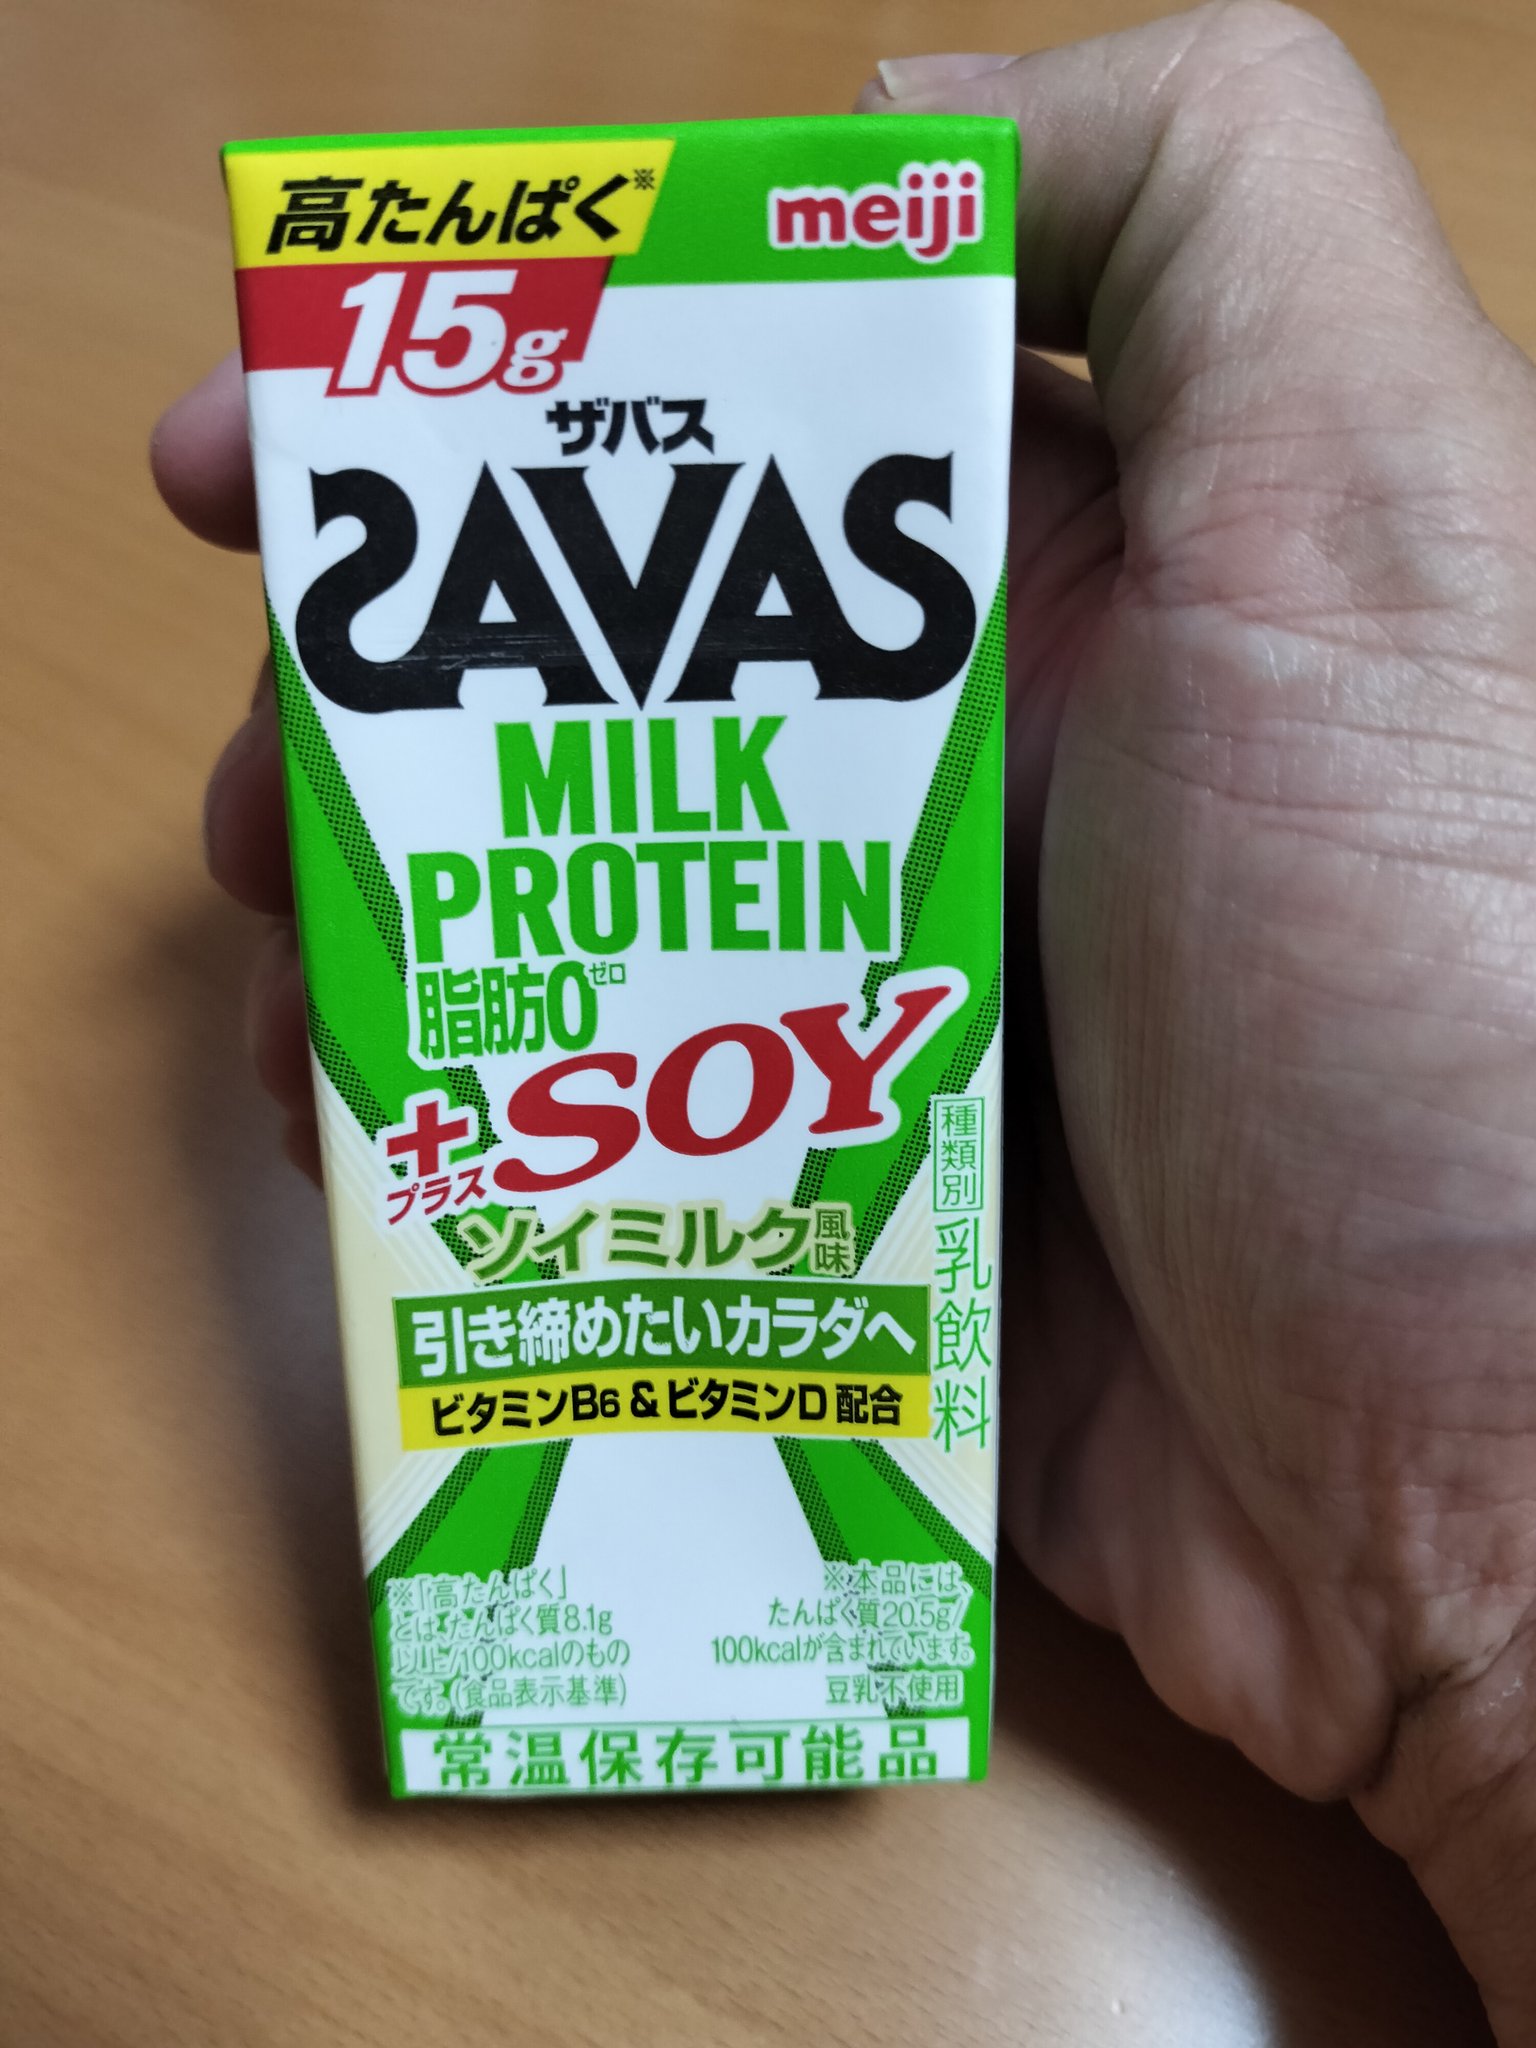 高たんぱく※
meiji
15g
ザバス
SAVAS
MILK
PROTEIN
脂肪0ゼロ
+SOY
プラス
ソイミルク風味
種類別 乳飲料
引き締めたいカラダへ
ビタミンB6&ビタミンD配合
※「高たんぱく」
とは、たんぱく質8.1g
以上/100kcalのもの
です。(食品表示基準)
※本品には、
たんぱく質20.5g/
100kcalが含まれています。
豆乳不使用
常温保存可能品